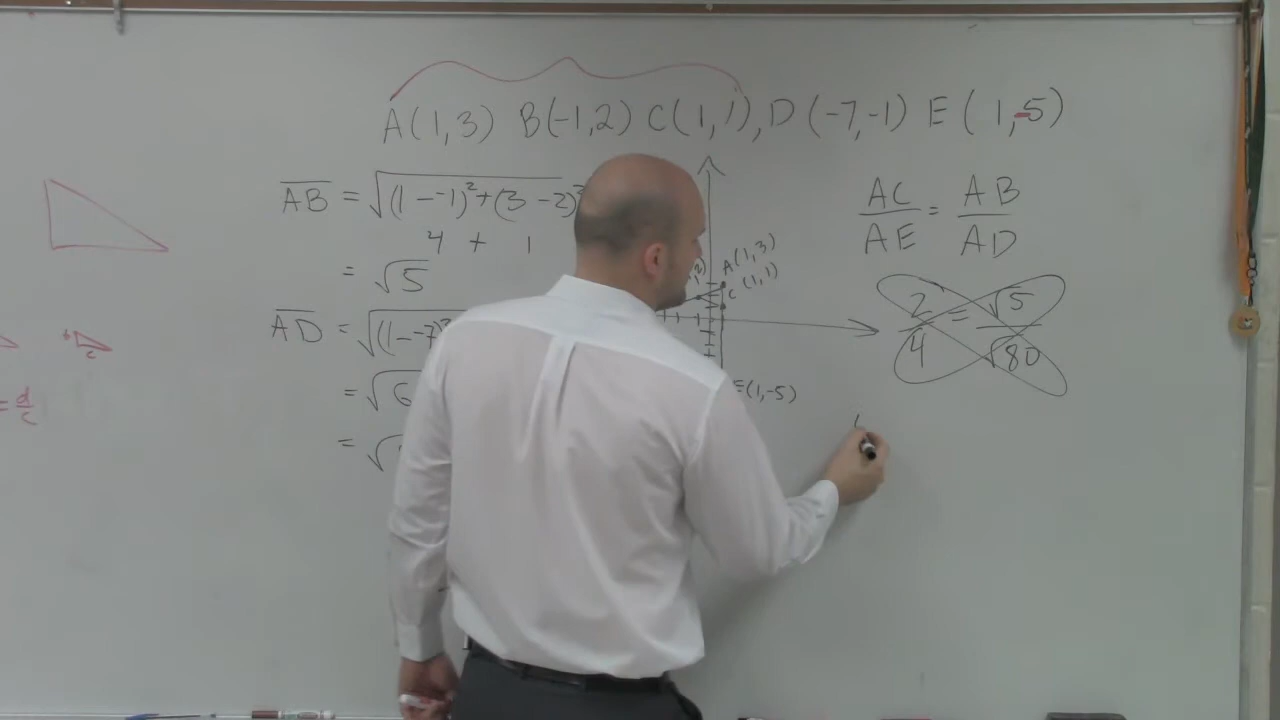 A(1,3) B(-1,2) C(1,1), D(-7,-1) E(1,-5)
AB = √(1--1)²+(3-2)²
4 + 1
= √5
AD = √(1--7)²
= √6
= √
A(1,3)
C(1,1)
E(1,-5)
AC/AE = AB/AD
2/4 = √5/√80
b
c
= d/c